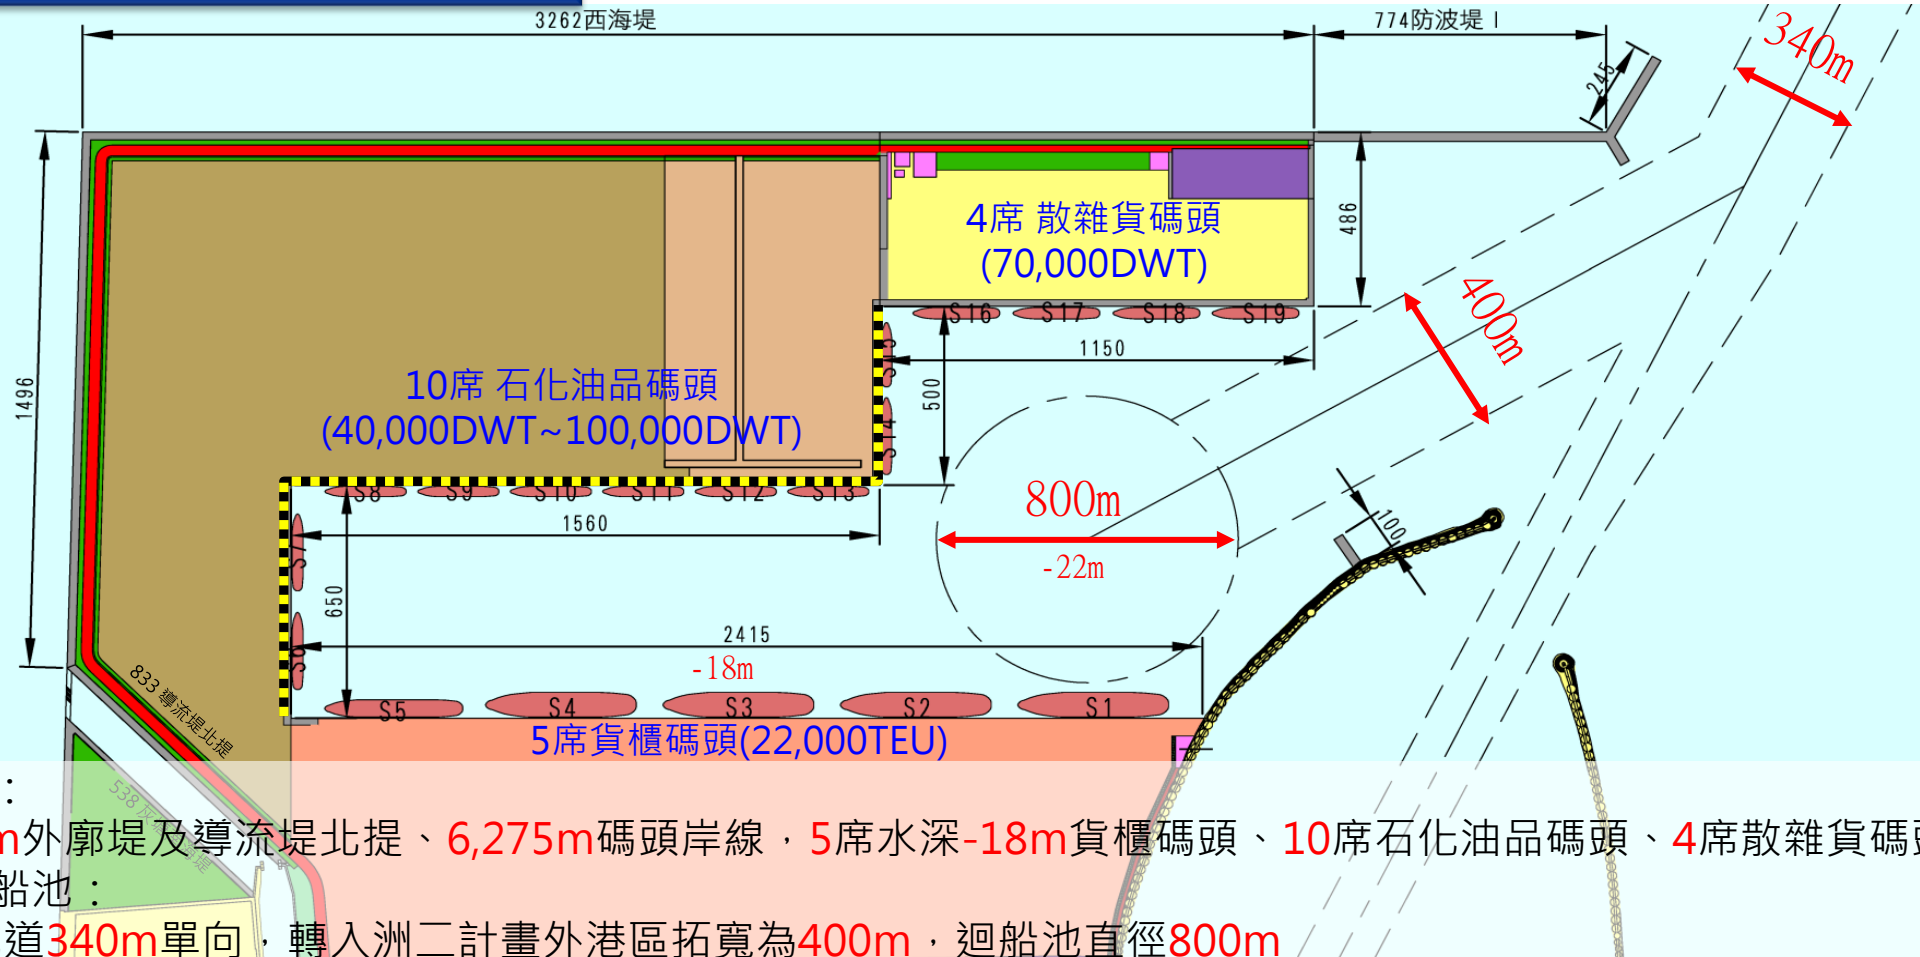 3262西海堤
774防波堤 I
340m
245
1496
486
4席 散雜貨碼頭
(70,000DWT)
S16
S17
S18
S19
400m
1150
500
S15
S14
10席 石化油品碼頭
(40,000DWT~100,000DWT)
S8
S9
S10
S11
S12
S13
1560
800m
-22m
100
S7
650
S6
2415
-18m
833 導流堤北提
S5
S4
S3
S2
S1
5席貨櫃碼頭(22,000TEU)
538
:
m外廓堤及導流堤北提、6,275m碼頭岸線，5席水深-18m貨櫃碼頭、10席石化油品碼頭、4席散雜貨碼頭
船池：
道340m單向，轉入洲二計畫外港區拓寬為400m，迴船池直徑800m